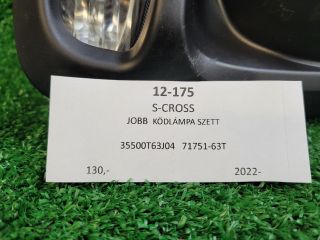 12-175
S-CROSS
JOBB KÖDLÁMPA SZETT
35500T63J04 71751-63T
130,- 2022-